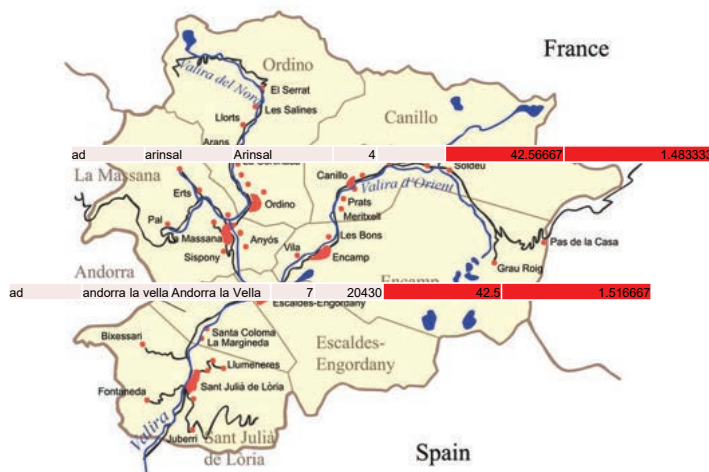 France
Ordino
Valira del Nord
El Serrat
Les Salines
Canillo
Llorts
Arans
ad arinsal Arinsal 4 42.56667 1.483333
Soldeu
La Massana
Canillo
Valira d'Orient
Erts
Ordino
Prats
Meritxell
Pal
Massana
Anyós
Les Bons
Pas de la Casa
Sispony
Vila
Encamp
Grau Roig
Andorra
Encamp
ad andorra la vella Andorra la Vella 7 20430 42.5 1.516667
Escaldes-Engordany
Santa Coloma
Bixessari
La Margineda
Escaldes-
Engordany
Llumeneres
Sant Juliá de Lòria
Fontaneda
Valira
Juberri
Sant Julià
de Lòria
Spain